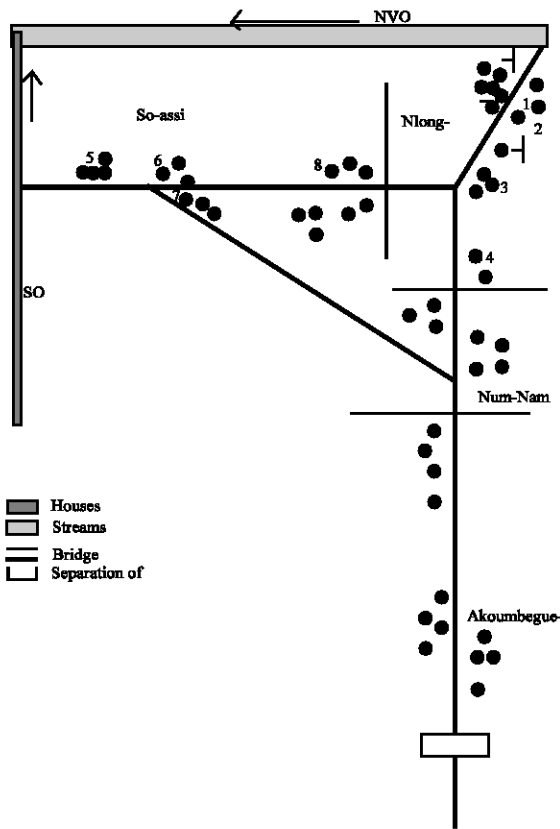 NVO
So-assi
Nlong-
1
2
5
6
8
3
7
4
SO
Num-Nam
Houses
Streams
Bridge
Separation of
Akoumbegue-